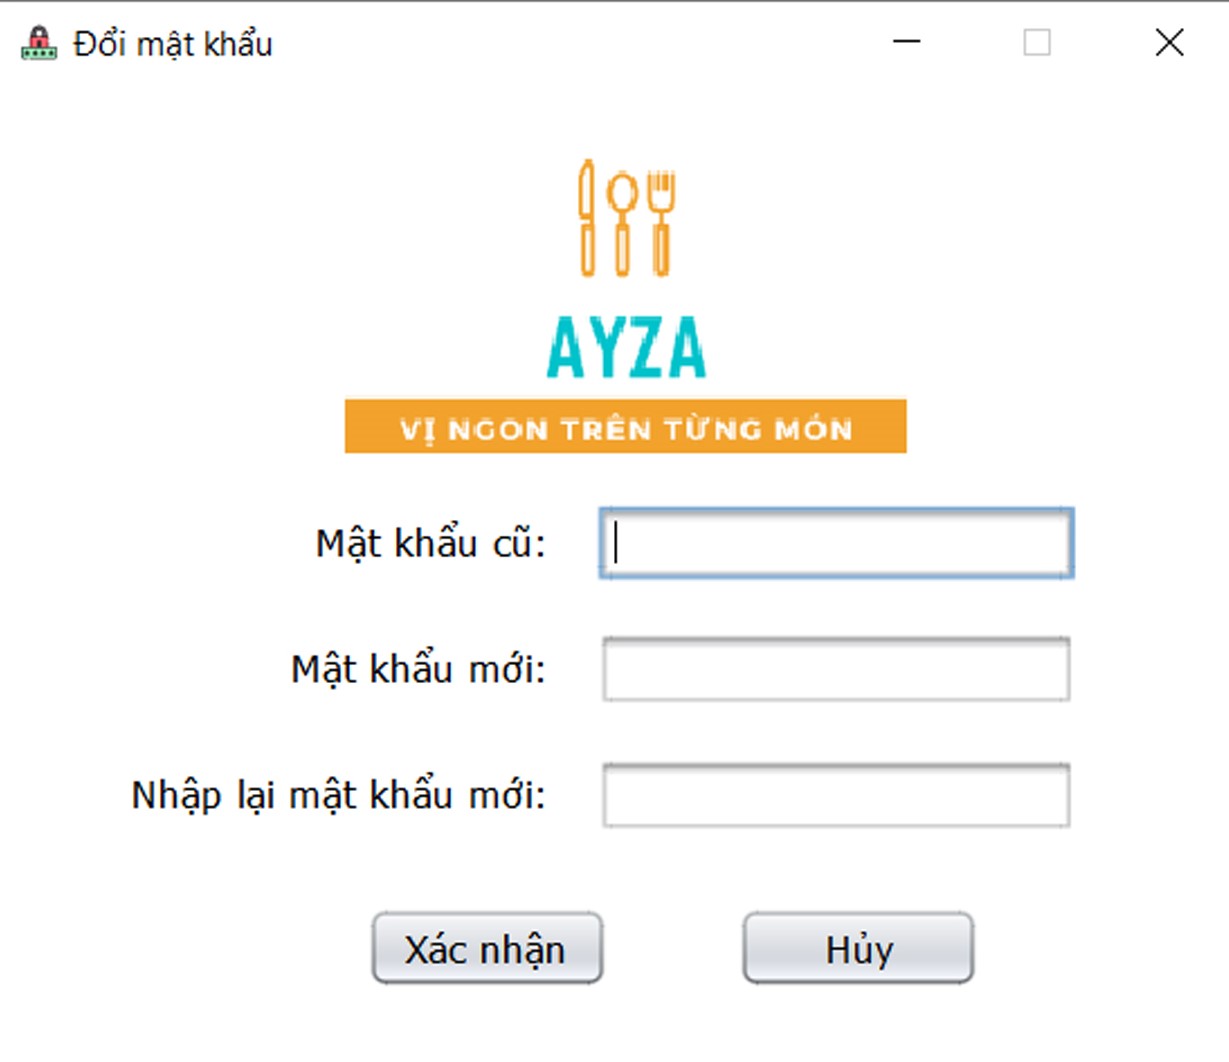 Đổi mật khẩu
AYZA
VỊ NGON TRÊN TỪNG MÓN
Mật khẩu cũ:
Mật khẩu mới:
Nhập lại mật khẩu mới:
Xác nhận
Hủy